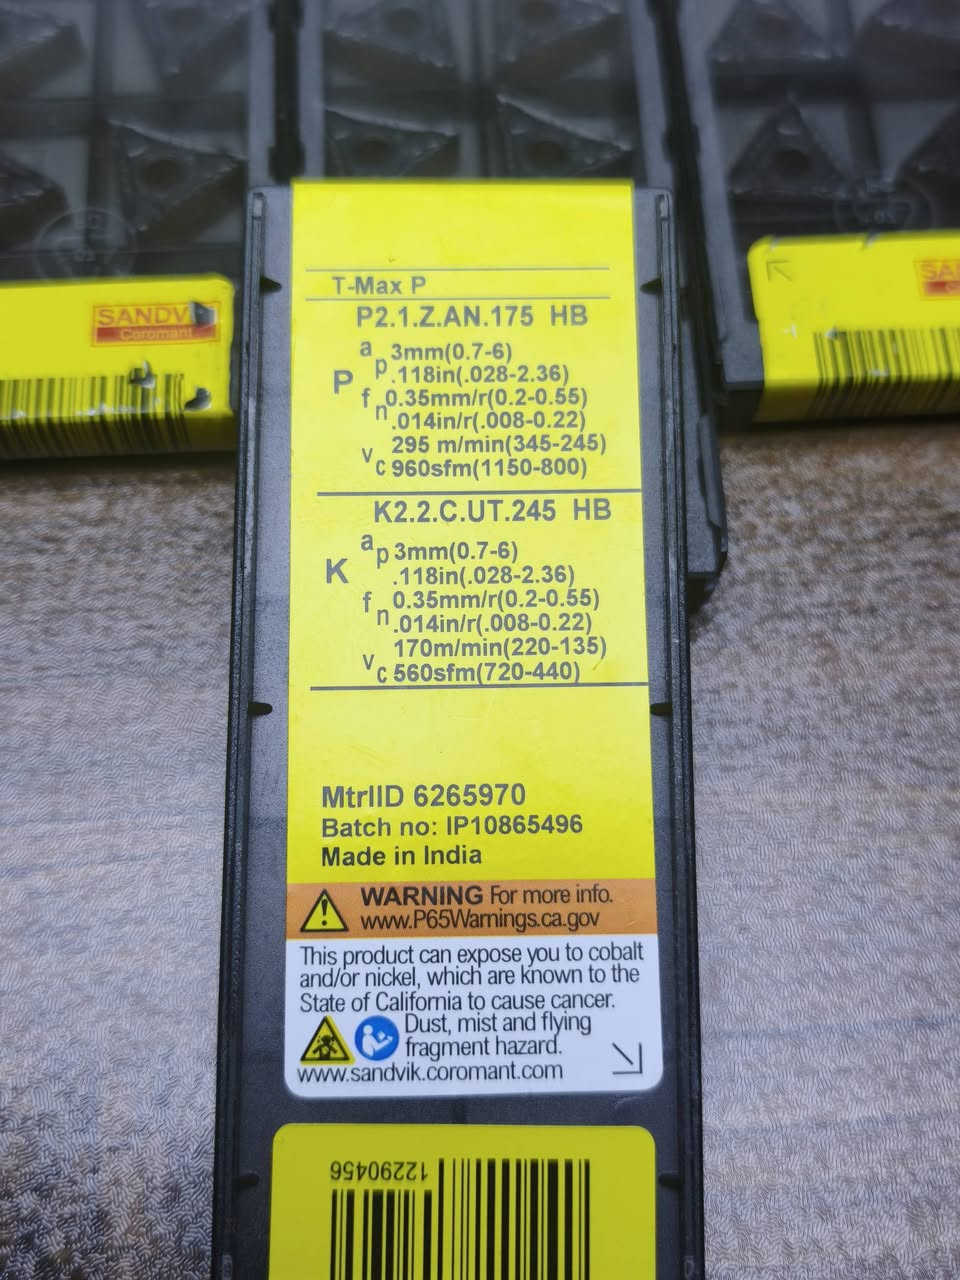 SANDVIK
Coromant
T-Max P
P2.1.Z.AN.175 HB
P
ap 3mm(0.7-6)
.118in(.028-2.36)
fn 0.35mm/r(0.2-0.55)
.014in/r(.008-0.22)
vc 295 m/min(345-245)
960sfm(1150-800)
K2.2.C.UT.245 HB
K
ap 3mm(0.7-6)
.118in(.028-2.36)
fn 0.35mm/r(0.2-0.55)
.014in/r(.008-0.22)
vc 170m/min(220-135)
560sfm(720-440)
MtrlID 6265970
Batch no: IP10865496
Made in India
WARNING For more info.
www.P65Warnings.ca.gov
This product can expose you to cobalt
and/or nickel, which are known to the
State of California to cause cancer.
Dust, mist and flying
fragment hazard.
www.sandvik.coromant.com
12290456